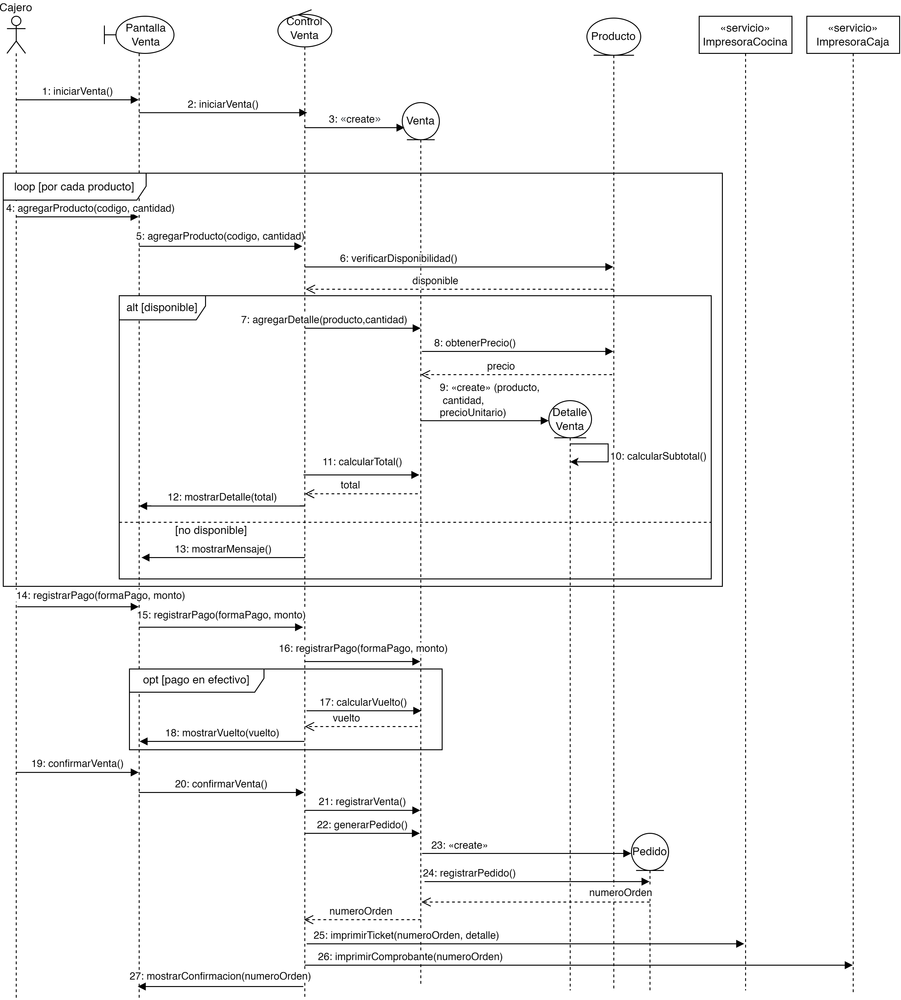 Cajero
Pantalla
Venta
Control
Venta
Producto
«servicio»
ImpresoraCocina
«servicio»
ImpresoraCaja
1: iniciarVenta()
2: iniciarVenta()
3: «create»
Venta
loop [por cada producto]
4: agregarProducto(codigo, cantidad)
5: agregarProducto(codigo, cantidad)
6: verificarDisponibilidad()
disponible
alt [disponible]
7: agregarDetalle(producto,cantidad)
8: obtenerPrecio()
precio
9: «create» (producto,
cantidad,
precioUnitario)
Detalle
Venta
10: calcularSubtotal()
11: calcularTotal()
total
12: mostrarDetalle(total)
[no disponible]
13: mostrarMensaje()
14: registrarPago(formaPago, monto)
15: registrarPago(formaPago, monto)
16: registrarPago(formaPago, monto)
opt [pago en efectivo]
17: calcularVuelto()
vuelto
18: mostrarVuelto(vuelto)
19: confirmarVenta()
20: confirmarVenta()
21: registrarVenta()
22: generarPedido()
23: «create»
Pedido
24: registrarPedido()
numeroOrden
numeroOrden
25: imprimirTicket(numeroOrden, detalle)
26: imprimirComprobante(numeroOrden)
27: mostrarConfirmacion(numeroOrden)